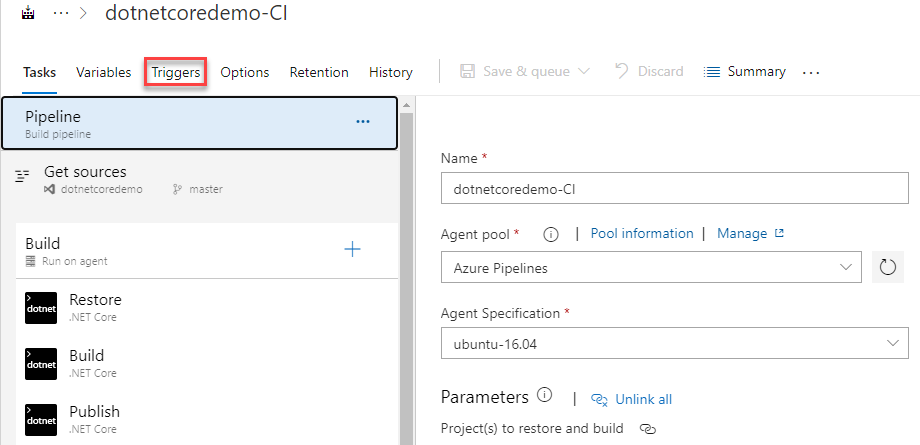 ··· > dotnetcoredemo-CI
Tasks Variables Triggers Options Retention History Save & queue Discard Summary ···
Pipeline ···
Build pipeline
Get sources
dotnetcoredemo master
Build +
Run on agent
dotnet Restore
.NET Core
dotnet Build
.NET Core
dotnet Publish
.NET Core
Name *
dotnetcoredemo-CI
Agent pool * | Pool information | Manage
Azure Pipelines
Agent Specification *
ubuntu-16.04
Parameters | Unlink all
Project(s) to restore and build